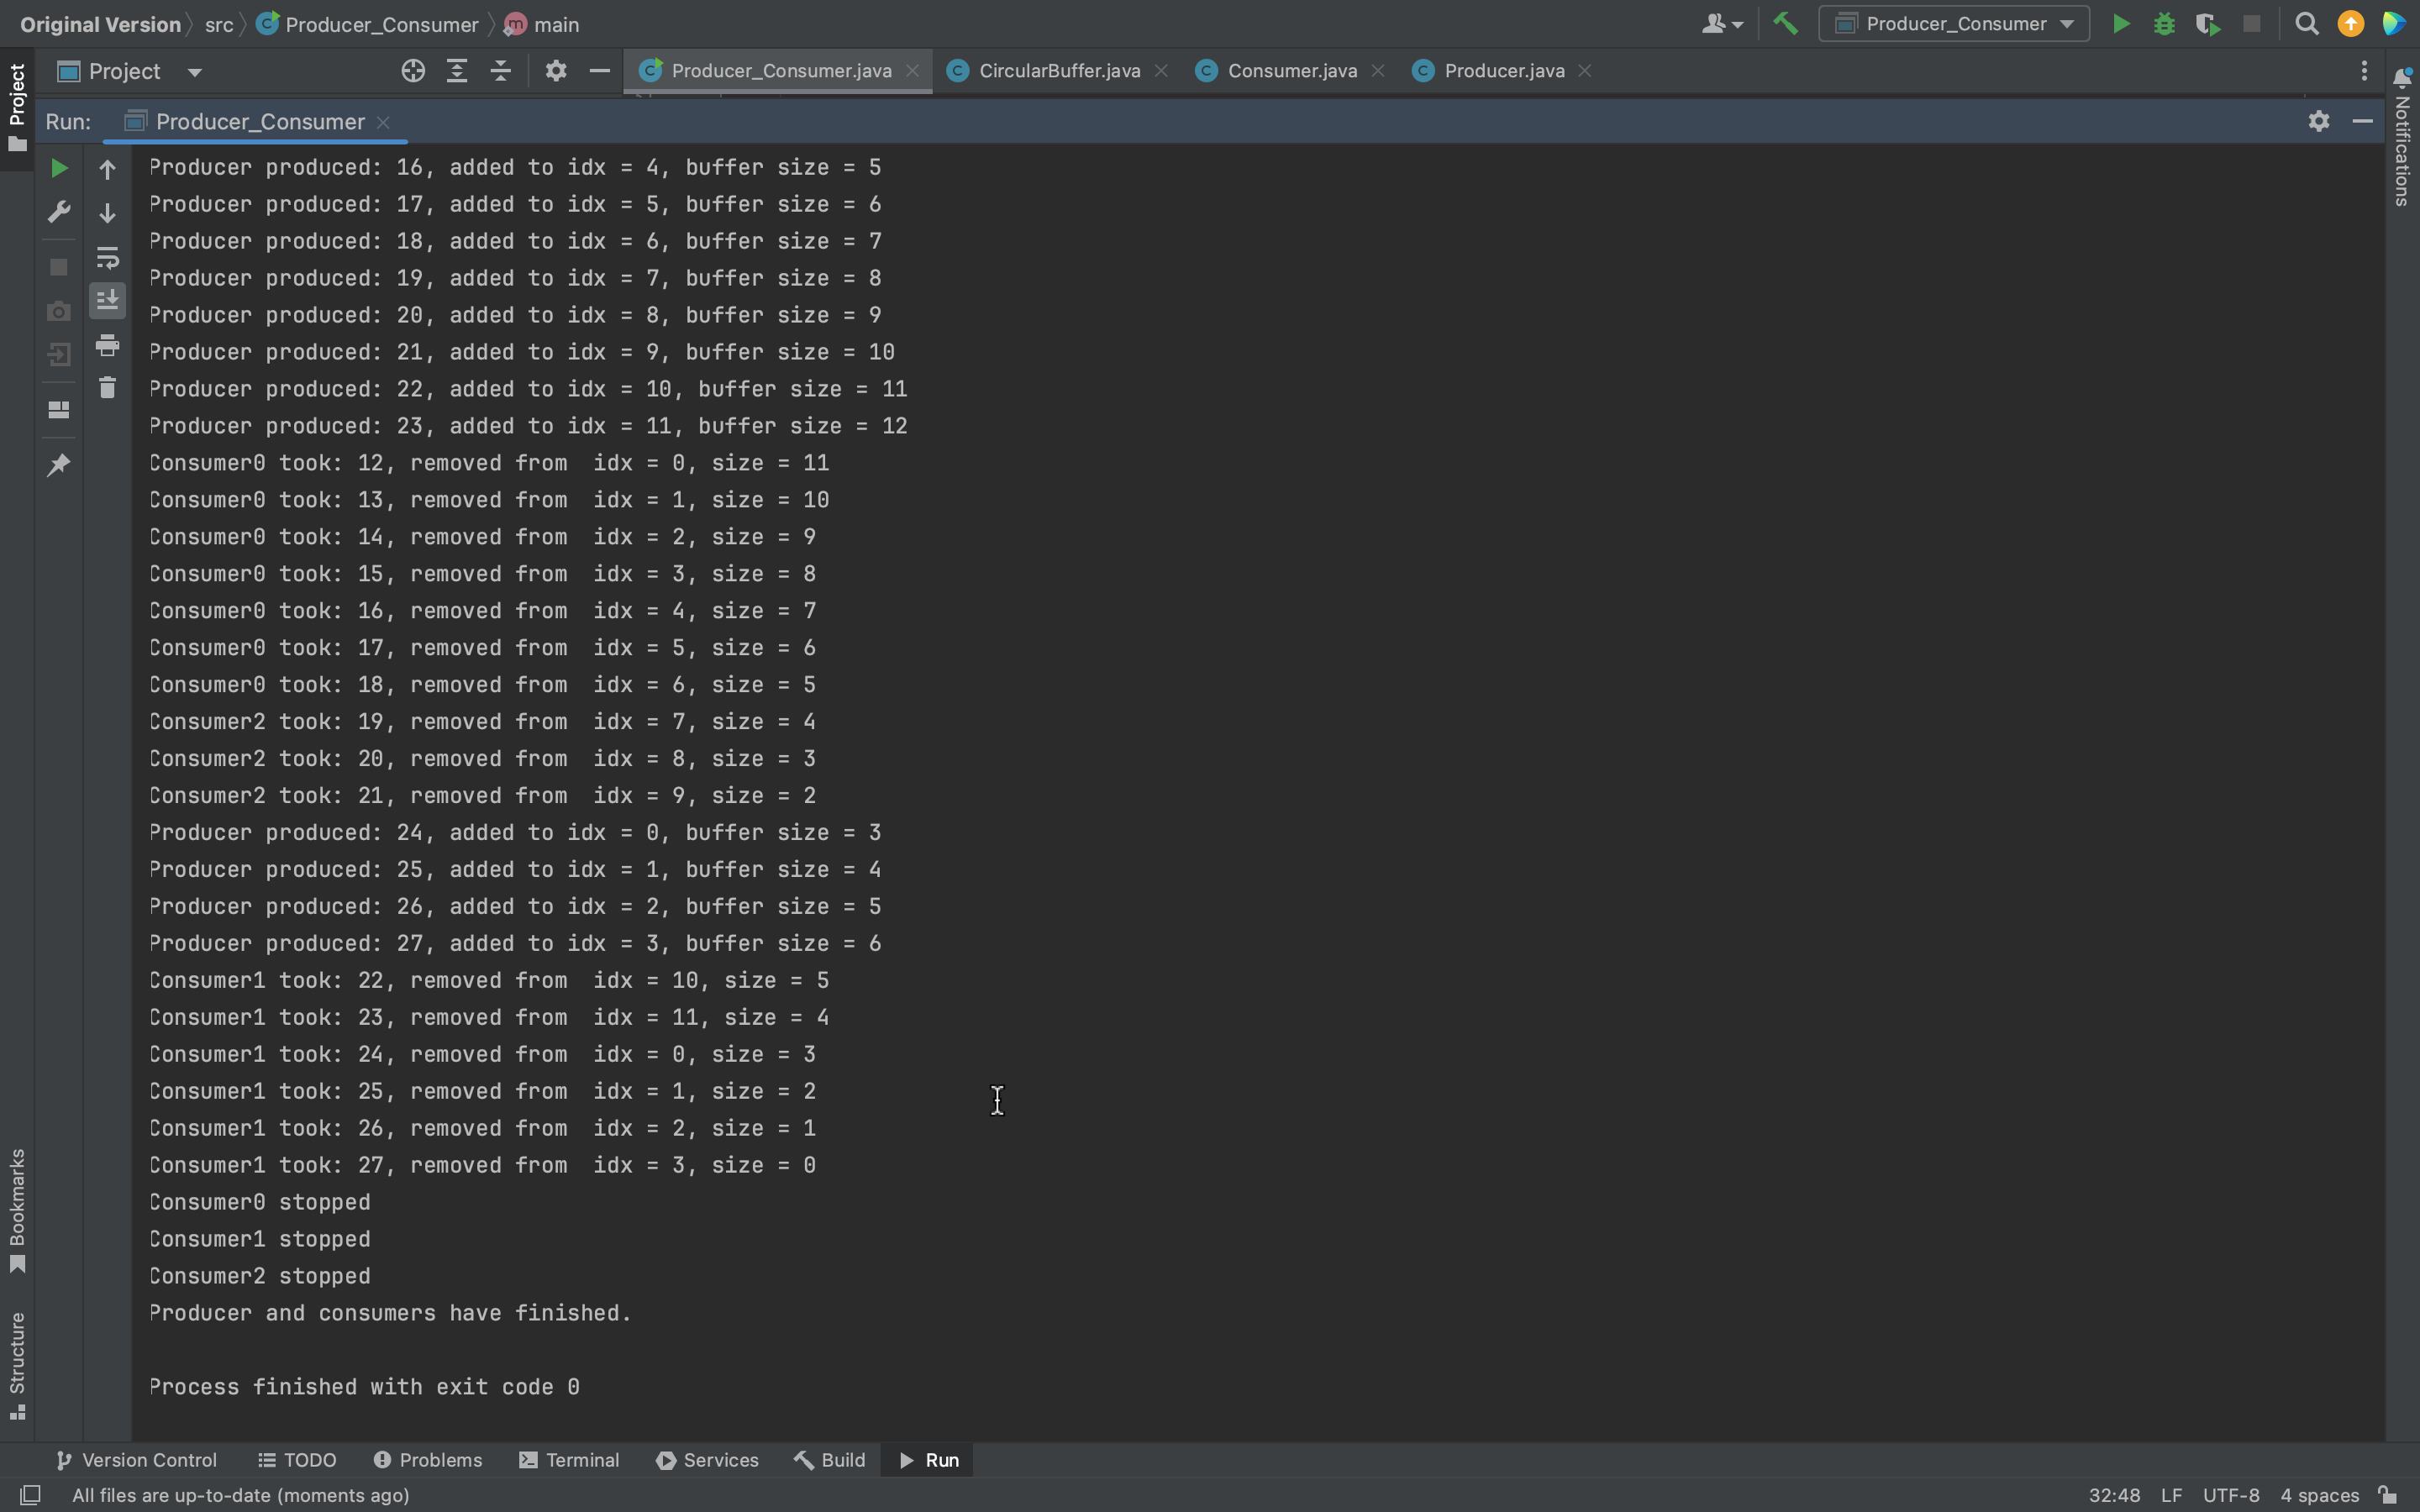 Original Version src Producer_Consumer main Producer_Consumer
Project Producer_Consumer.java CircularBuffer.java Consumer.java Producer.java
Project
Notifications
Run: Producer_Consumer
Producer produced: 16, added to idx = 4, buffer size = 5
Producer produced: 17, added to idx = 5, buffer size = 6
Producer produced: 18, added to idx = 6, buffer size = 7
Producer produced: 19, added to idx = 7, buffer size = 8
Producer produced: 20, added to idx = 8, buffer size = 9
Producer produced: 21, added to idx = 9, buffer size = 10
Producer produced: 22, added to idx = 10, buffer size = 11
Producer produced: 23, added to idx = 11, buffer size = 12
Consumer0 took: 12, removed from  idx = 0, size = 11
Consumer0 took: 13, removed from  idx = 1, size = 10
Consumer0 took: 14, removed from  idx = 2, size = 9
Consumer0 took: 15, removed from  idx = 3, size = 8
Consumer0 took: 16, removed from  idx = 4, size = 7
Consumer0 took: 17, removed from  idx = 5, size = 6
Consumer0 took: 18, removed from  idx = 6, size = 5
Consumer2 took: 19, removed from  idx = 7, size = 4
Consumer2 took: 20, removed from  idx = 8, size = 3
Consumer2 took: 21, removed from  idx = 9, size = 2
Producer produced: 24, added to idx = 0, buffer size = 3
Producer produced: 25, added to idx = 1, buffer size = 4
Producer produced: 26, added to idx = 2, buffer size = 5
Producer produced: 27, added to idx = 3, buffer size = 6
Consumer1 took: 22, removed from  idx = 10, size = 5
Consumer1 took: 23, removed from  idx = 11, size = 4
Consumer1 took: 24, removed from  idx = 0, size = 3
Consumer1 took: 25, removed from  idx = 1, size = 2
Consumer1 took: 26, removed from  idx = 2, size = 1
Consumer1 took: 27, removed from  idx = 3, size = 0
Consumer0 stopped
Consumer1 stopped
Consumer2 stopped
Producer and consumers have finished.
Process finished with exit code 0
Bookmarks
Structure
Version Control TODO Problems Terminal Services Build Run
All files are up-to-date (moments ago) 32:48 LF UTF-8 4 spaces